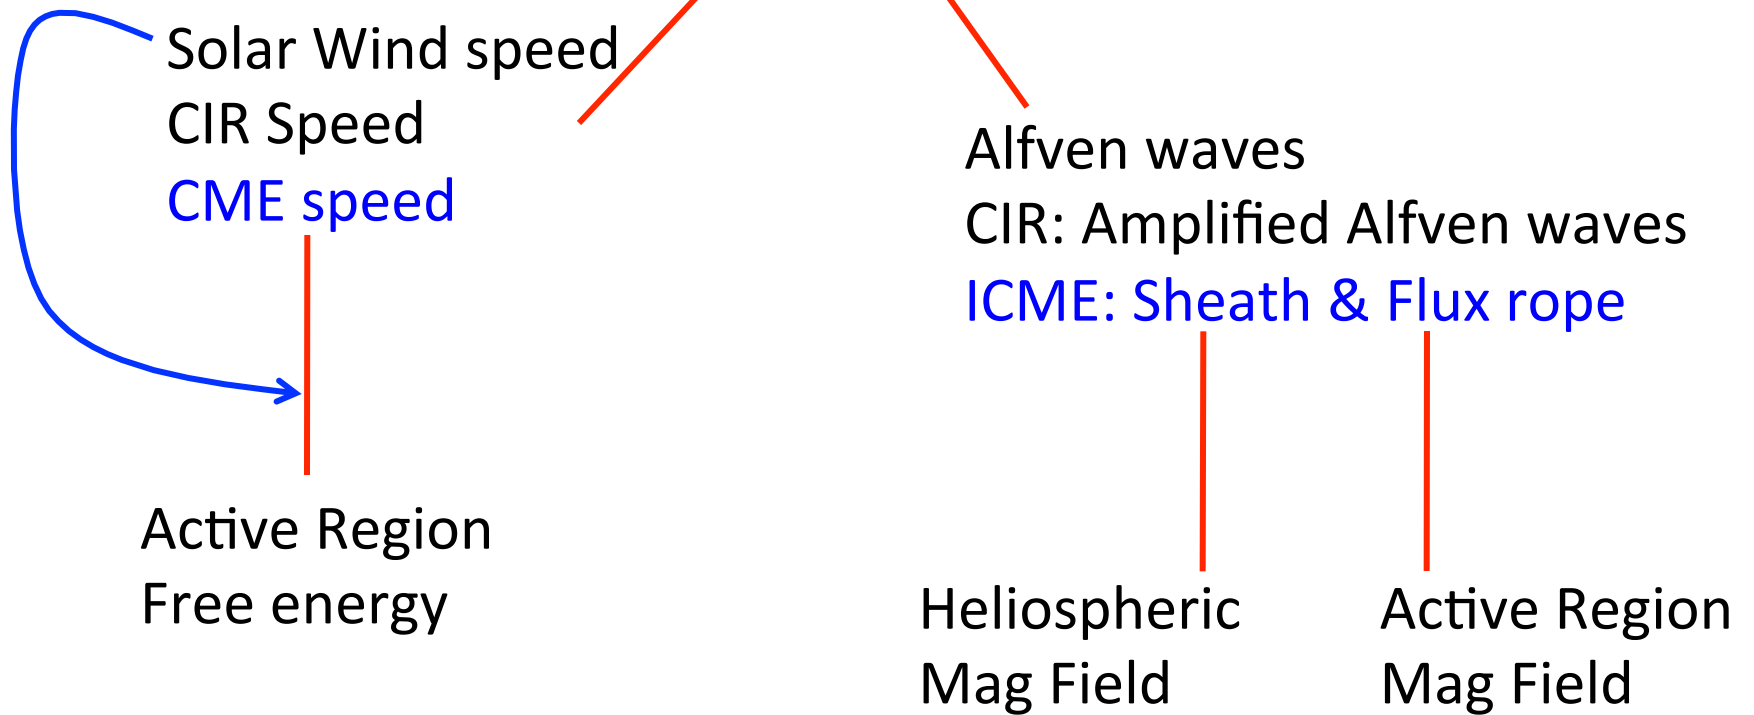 Solar Wind speed
CIR Speed
CME speed
Active Region
Free energy
Alfven waves
CIR: Amplified Alfven waves
ICME: Sheath & Flux rope
Heliospheric
Mag Field
Active Region
Mag Field